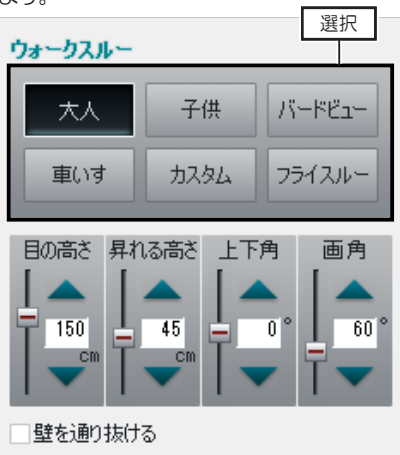 よう。
選択
ウォークスルー
大人 子供 バードビュー
車いす カスタム フライスルー
目の高さ 昇れる高さ 上下角 画角
150 cm 45 cm 0° 60°
壁を通り抜ける